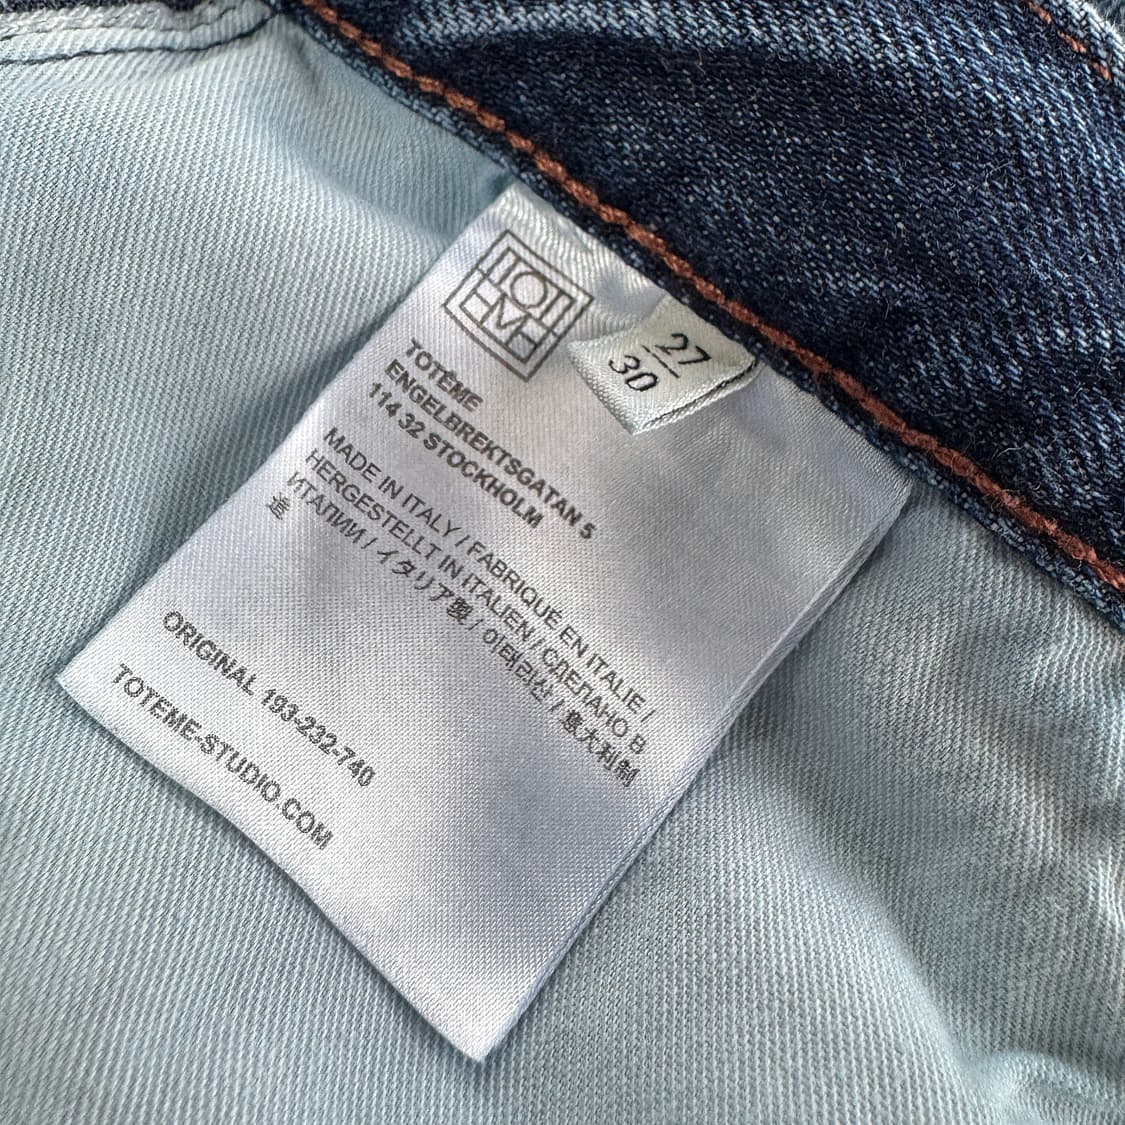 TOTÊME
27
30
TOTÊME
ENGELBREKTSGATAN 5
114 32 STOCKHOLM
MADE IN ITALY / FABRIQUÉ EN ITALIE /
HERGESTELLT IN ITALIEN / СДЕЛАНО В
ИТАЛИИ / イタリア製 / 이태리산 / 意大利制
造
ORIGINAL 193-232-740
TOTEME-STUDIO.COM